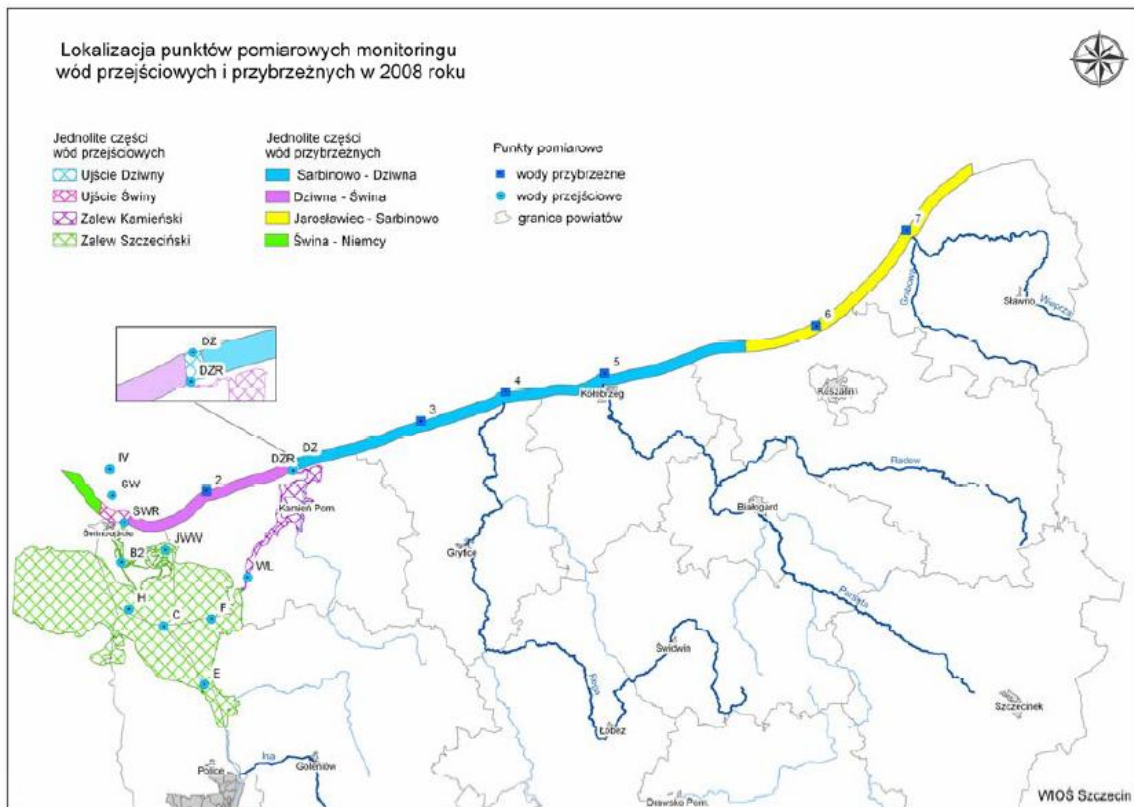 Lokalizacja punktów pomiarowych monitoringu
wód przejściowych i przybrzeżnych w 2008 roku
Jednolite części
wód przejściowych
Ujście Dziwny
Ujście Świny
Zalew Kamieński
Zalew Szczeciński
Jednolite części
wód przybrzeżnych
Sarbinowo - Dziwna
Dziwna - Świna
Jarosławiec - Sarbinowo
Świna - Niemcy
Punkty pomiarowe
wody przybrzeżne
wody przejściowe
granice powiatów
7
Grabowa
Sławno
Wieprza
6
DZ
DZR
5
4
Kołobrzeg
Koszalin
3
DZ
DZR
IV
SW
2
Radew
SWR
Kamień Pom.
Świnoujście
Białogard
JWW
B2
Gryfice
WL
H
C
F
Parsęta
E
Świdwin
Rega
Szczecinek
Łobez
Ina
Police
Goleniów
Drawsko Pom.
WIOŚ Szczecin